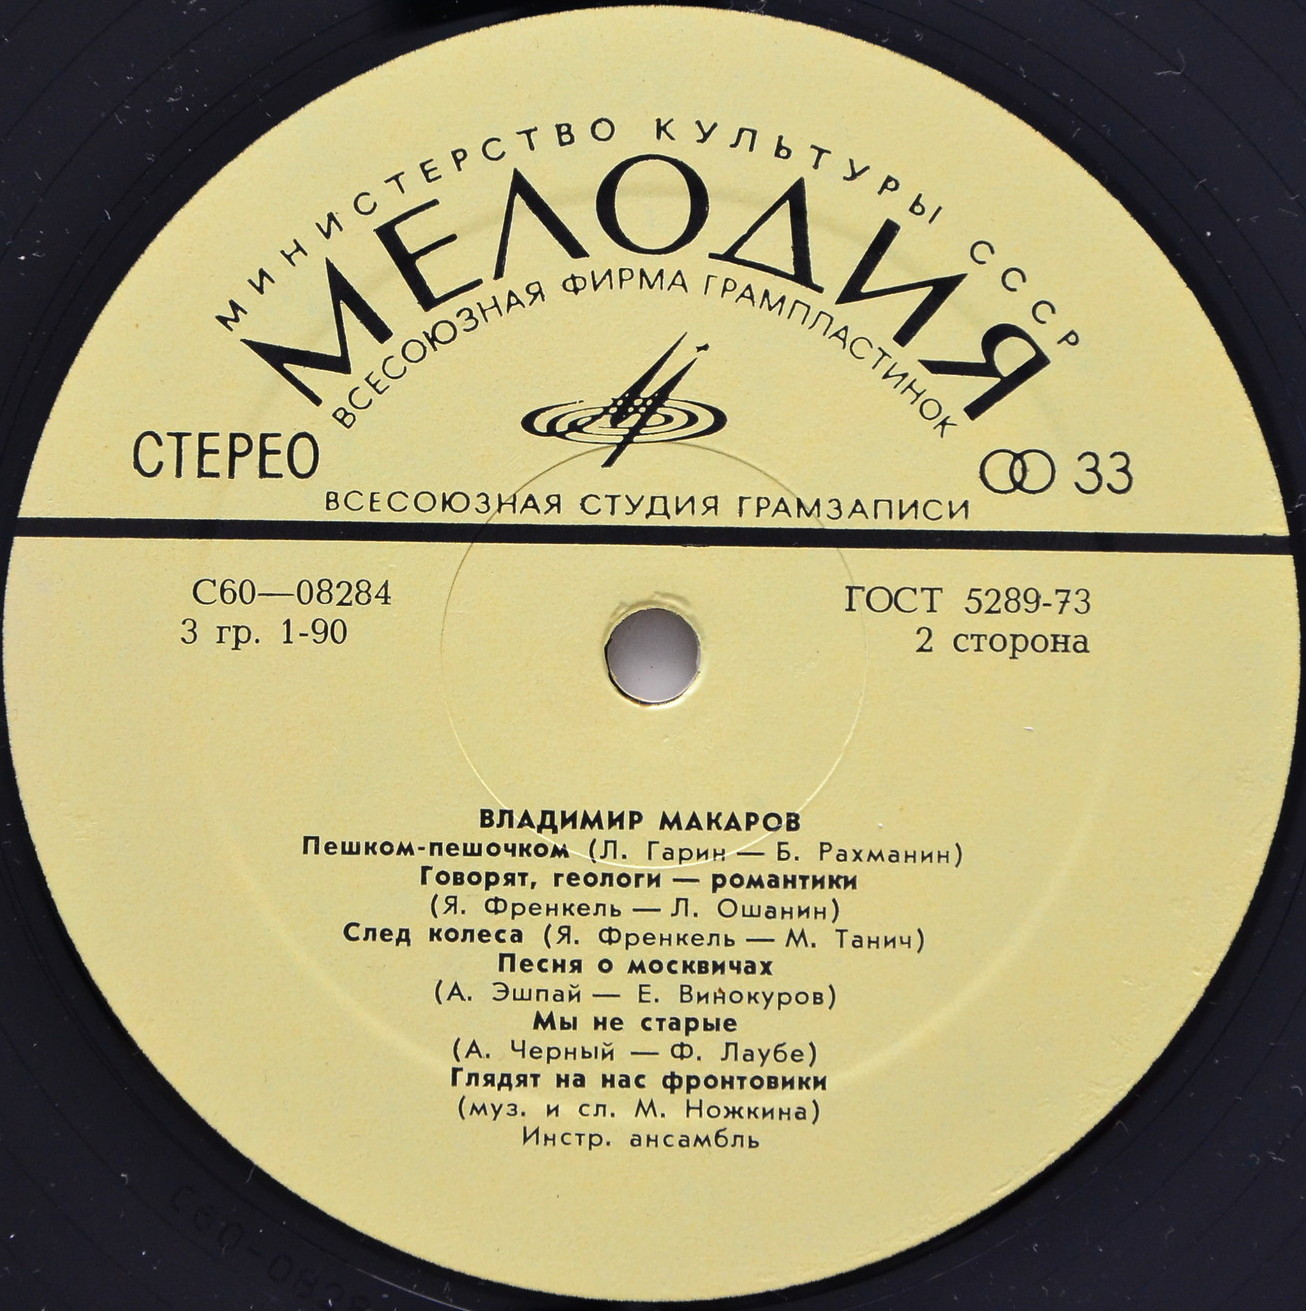 МИНИСТЕРСТВО КУЛЬТУРЫ СССР
МЕЛОДИЯ
ВСЕСОЮЗНАЯ ФИРМА ГРАМПЛАСТИНОК
СТЕРЕО
33
ВСЕСОЮЗНАЯ СТУДИЯ ГРАМЗАПИСИ
С60—08284
ГОСТ 5289-73
3 гр. 1-90
2 сторона
ВЛАДИМИР МАКАРОВ
Пешком-пешочком (Л. Гарин — Б. Рахманин)
Говорят, геологи — романтики
(Я. Френкель — Л. Ошанин)
След колеса (Я. Френкель — М. Танич)
Песня о москвичах
(А. Эшпай — Е. Винокуров)
Мы не старые
(А. Черный — Ф. Лаубе)
Глядят на нас фронтовики
(муз. и сл. М. Ножкина)
Инстр. ансамбль